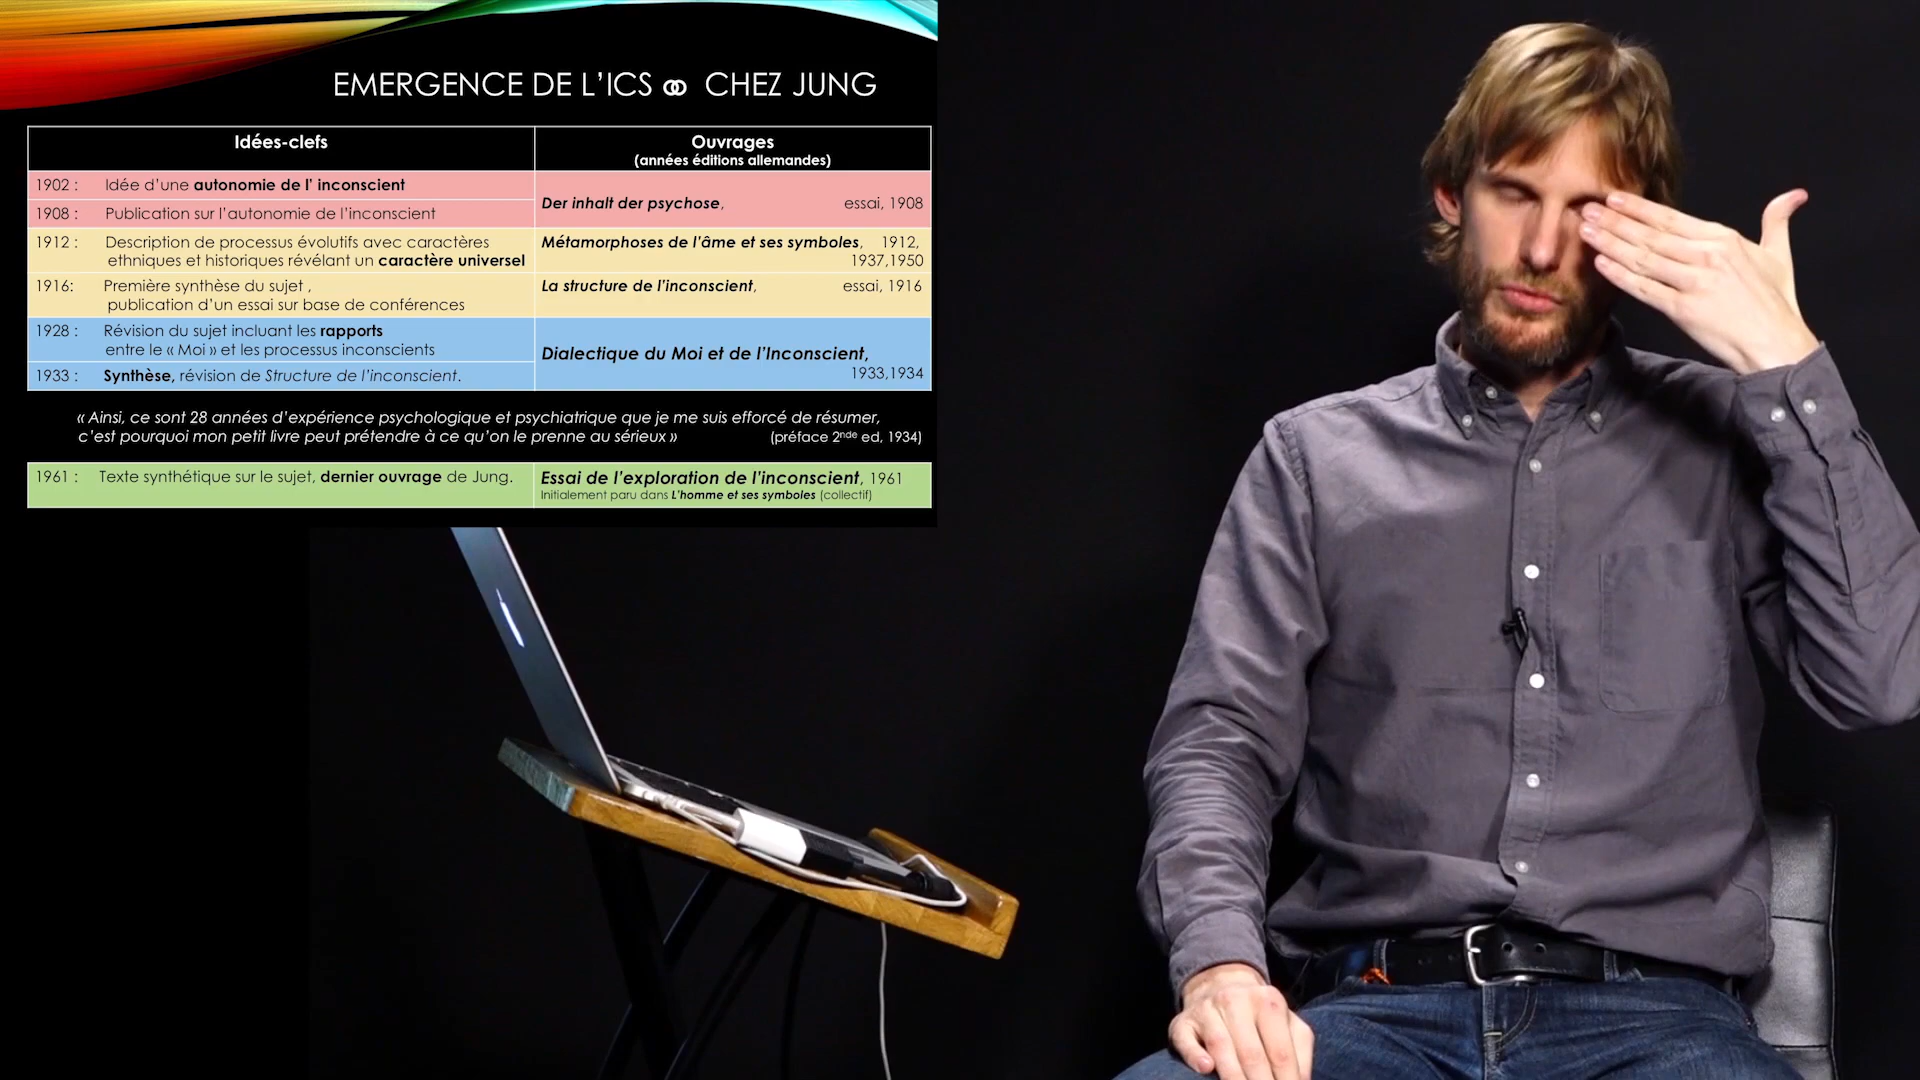 EMERGENCE DE L’ICS CHEZ JUNG
Idées-clefs
Ouvrages
(années éditions allemandes)
1902 : Idée d’une autonomie de l’ inconscient
1908 : Publication sur l’autonomie de l’inconscient
Der inhalt der psychose, essai, 1908
1912 : Description de processus évolutifs avec caractères
ethniques et historiques révélant un caractère universel
Métamorphoses de l’âme et ses symboles, 1912,
1937,1950
1916: Première synthèse du sujet ,
publication d’un essai sur base de conférences
La structure de l’inconscient, essai, 1916
1928 : Révision du sujet incluant les rapports
entre le « Moi » et les processus inconscients
1933 : Synthèse, révision de Structure de l’inconscient.
Dialectique du Moi et de l’Inconscient,
1933,1934
« Ainsi, ce sont 28 années d’expérience psychologique et psychiatrique que je me suis efforcé de résumer,
c’est pourquoi mon petit livre peut prétendre à ce qu’on le prenne au sérieux » (préface 2nde ed, 1934)
1961 : Texte synthétique sur le sujet, dernier ouvrage de Jung.
Essai de l’exploration de l’inconscient, 1961
Initialement paru dans L’homme et ses symboles (collectif)